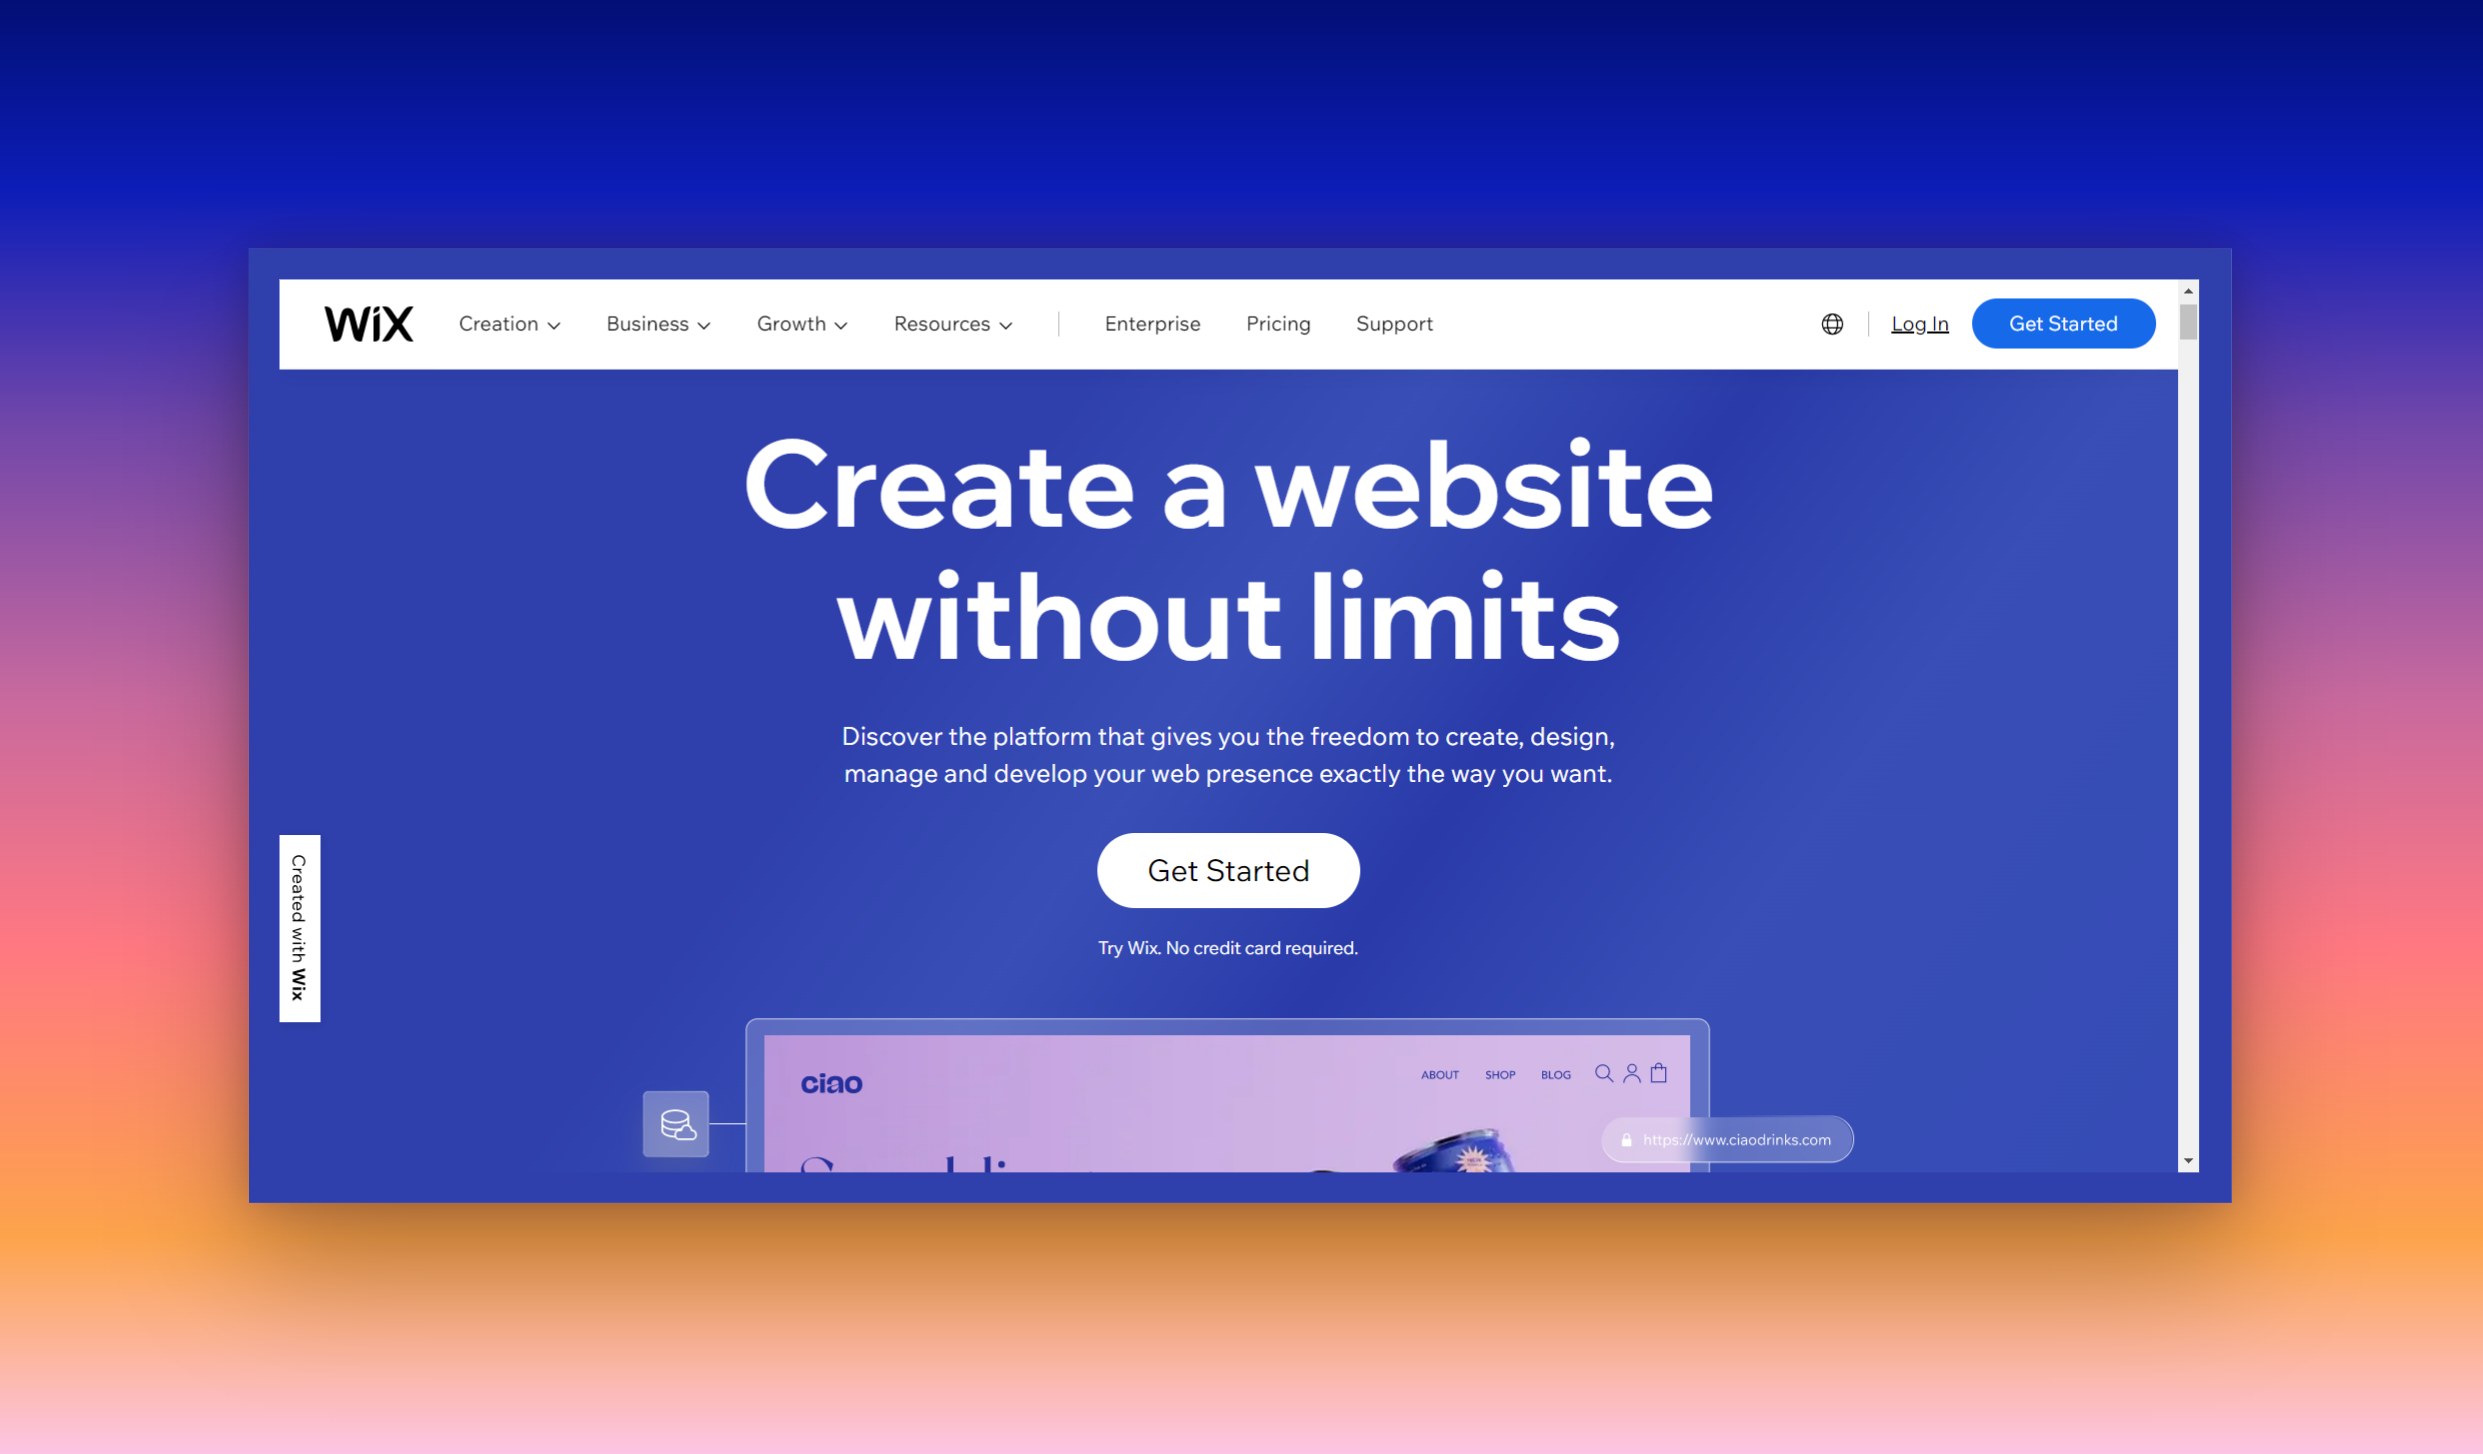 WiX
Creation
Business
Growth
Resources
Enterprise
Pricing
Support
Log In
Get Started
Create a website
without limits
Discover the platform that gives you the freedom to create, design,
manage and develop your web presence exactly the way you want.
Get Started
Try Wix. No credit card required.
Created with Wix
ciao
ABOUT
SHOP
BLOG
https://www.ciaodrinks.com